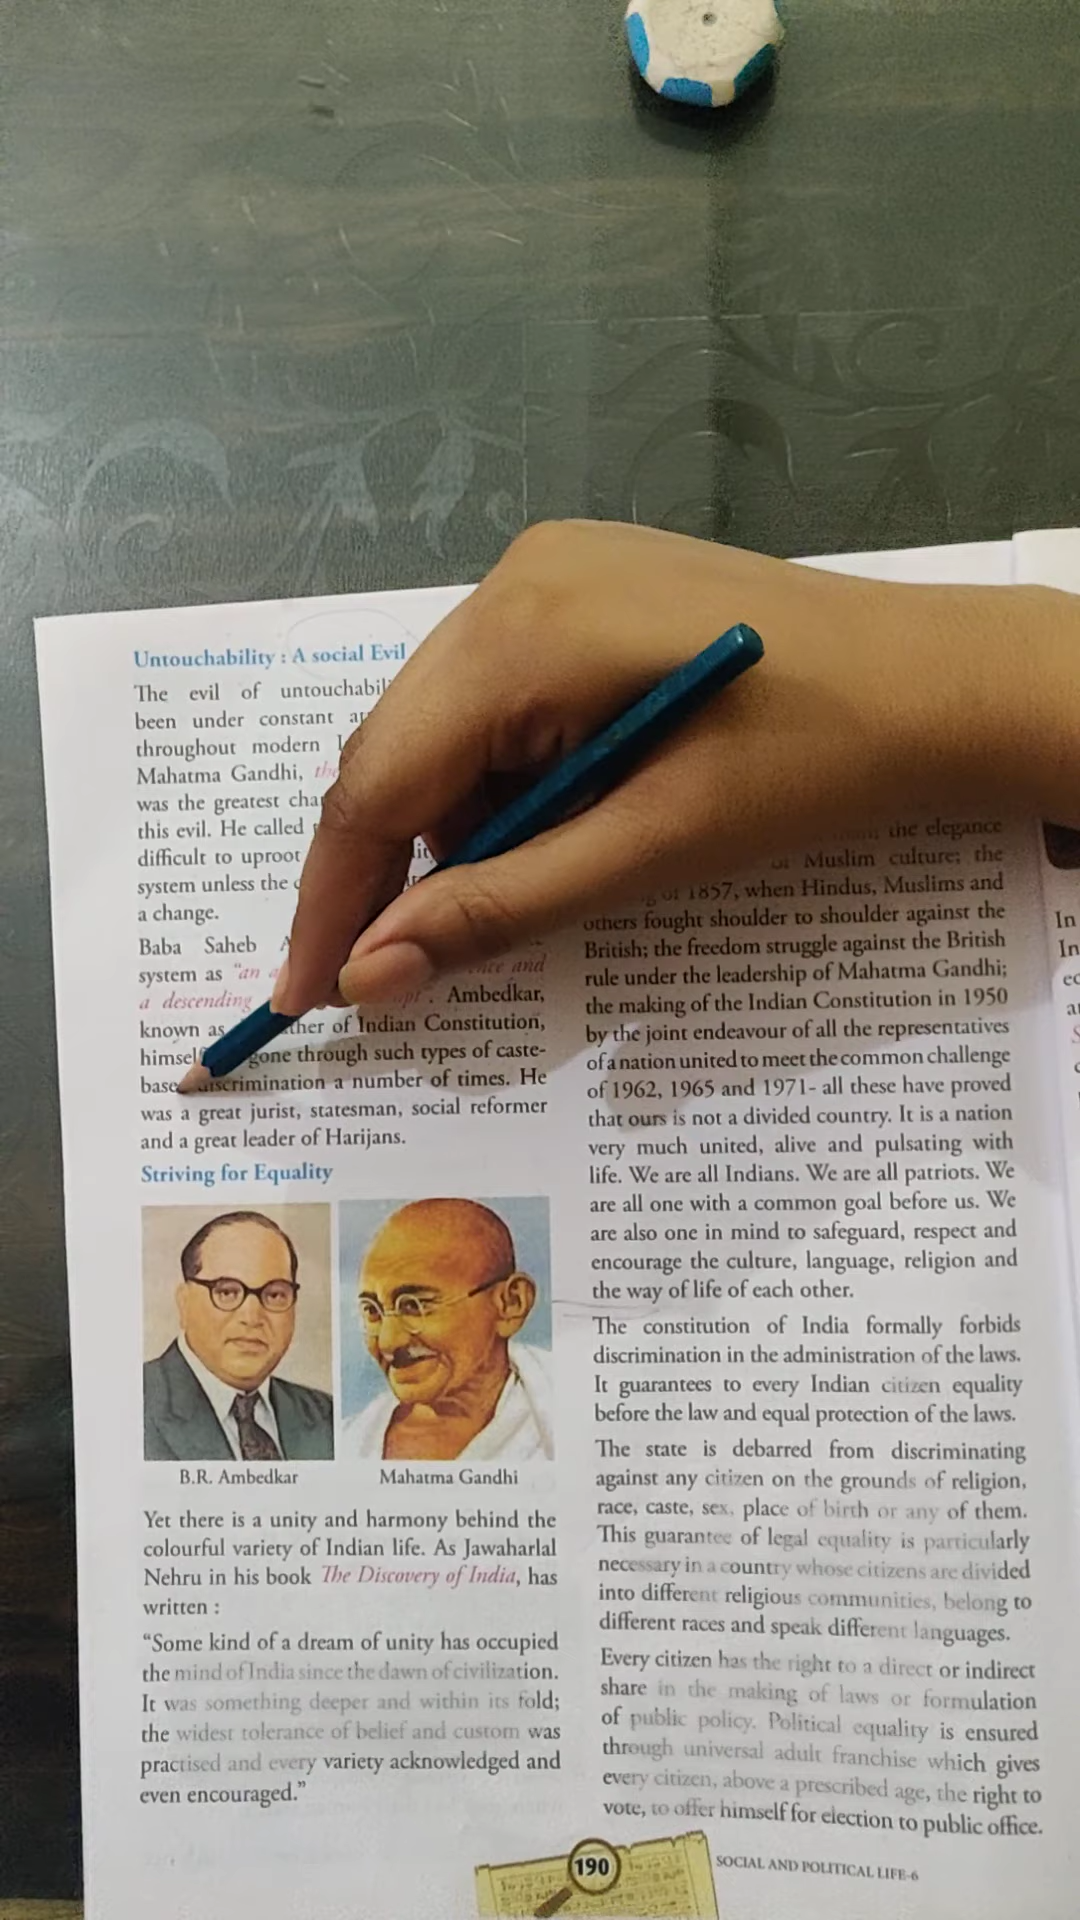 Untouchability : A social Evil
The evil of
been under constant
throughout modern
Mahatma Gandhi, the
was the greatest
this evil. He called
difficult to uproot
system unless the
a change.
Baba Saheb
system as "an and
a descending Ambedkar,
known as of Indian Constitution,
gone through such types of caste-
discrimination a number of times. He
was a great jurist, statesman, social reformer
and a great leader of Harijans.
Striving for Equality
B.R. Ambedkar
Mahatma Gandhi
Yet there is a unity and harmony behind the
colourful variety of Indian life. As Jawaharlal
Nehru in his book The Discovery of India, has
written :
“Some kind of a dream of unity has occupied
the mind of India since the dawn of civilization.
It was something deeper and within its fold;
the widest tolerance of belief and custom was
practised and every variety acknowledged and
even encouraged.”
the elegance
Muslim culture; the
1857, when Hindus, Muslims and
others fought shoulder to shoulder against the
British; the freedom struggle against the British
rule under the leadership of Mahatma Gandhi;
the making of the Indian Constitution in 1950
by the joint endeavour of all the representatives
of a nation united to meet the common challenge
of 1962, 1965 and 1971- all these have proved
that ours is not a divided country. It is a nation
very much united, alive and pulsating with
life. We are all Indians. We are all patriots. We
are all one with a common goal before us. We
are also one in mind to safeguard, respect and
encourage the culture, language, religion and
the way of life of each other.
The constitution of India formally forbids
discrimination in the administration of the laws.
It guarantees to every Indian citizen equality
before the law and equal protection of the laws.
The state is debarred from discriminating
against any citizen on the grounds of religion,
race, caste, sex, place of birth or any of them.
This guarantee of legal equality is particularly
necessary in a country whose citizens are divided
into different religious communities, belong to
different races and speak different languages.
Every citizen has the right to a direct or indirect
share in the making of laws or formulation
of public policy. Political equality is ensured
through universal adult franchise which gives
every citizen, above a prescribed age, the right to
vote, to offer himself for election to public office.
190
SOCIAL AND POLITICAL LIFE-6
In
In